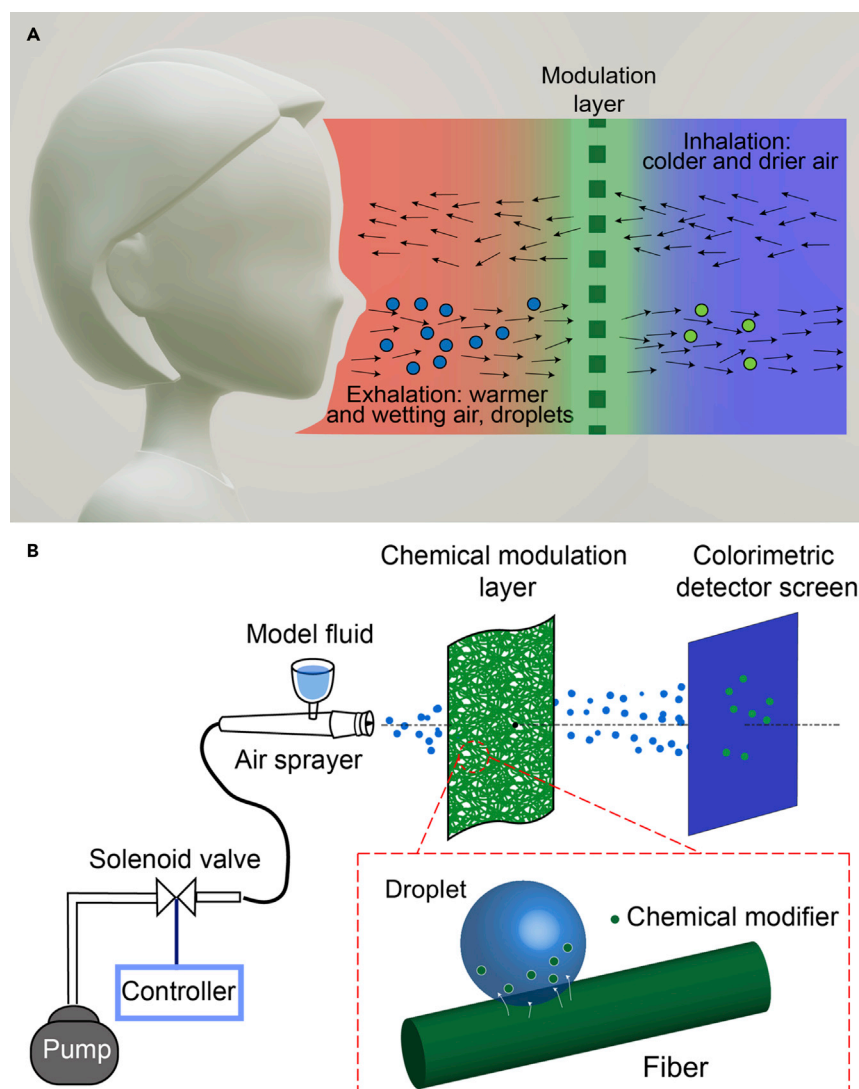 A
Modulation
layer
Inhalation:
colder and drier air
Exhalation: warmer
and wetting air, droplets
B
Chemical modulation
layer
Colorimetric
detector screen
Model fluid
Air sprayer
Solenoid valve
Controller
Pump
Droplet
Chemical modifier
Fiber